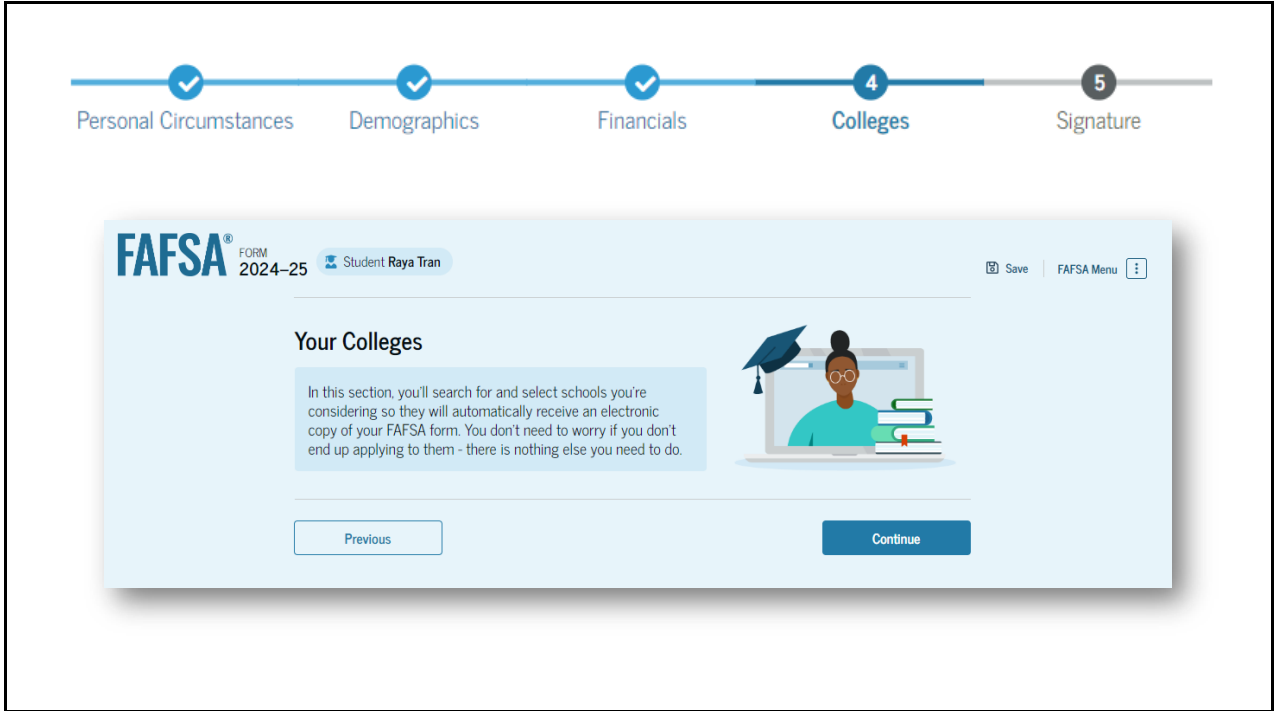 4 5
Personal Circumstances Demographics Financials Colleges Signature
FAFSA® FORM
2024–25 Student Raya Tran
Save FAFSA Menu
Your Colleges
In this section, you'll search for and select schools you're
considering so they will automatically receive an electronic
copy of your FAFSA form. You don't need to worry if you don't
end up applying to them - there is nothing else you need to do.
Previous Continue